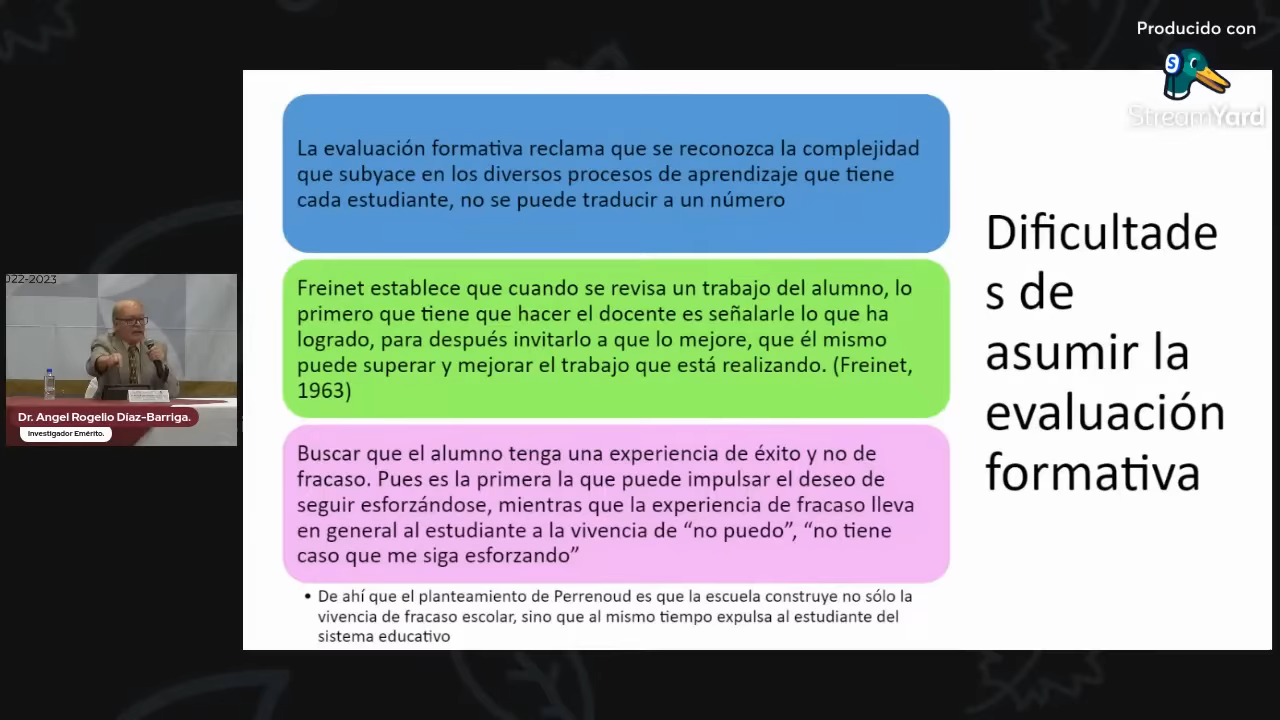 Producido con
StreamYard
La evaluación formativa reclama que se reconozca la complejidad
que subyace en los diversos procesos de aprendizaje que tiene
cada estudiante, no se puede traducir a un número
Freinet establece que cuando se revisa un trabajo del alumno, lo
primero que tiene que hacer el docente es señalarle lo que ha
logrado, para después invitarlo a que lo mejore, que él mismo
puede superar y mejorar el trabajo que está realizando. (Freinet,
1963)
Buscar que el alumno tenga una experiencia de éxito y no de
fracaso. Pues es la primera la que puede impulsar el deseo de
seguir esforzándose, mientras que la experiencia de fracaso lleva
en general al estudiante a la vivencia de “no puedo”, “no tiene
caso que me siga esforzando”
• De ahí que el planteamiento de Perrenoud es que la escuela construye no sólo la
vivencia de fracaso escolar, sino que al mismo tiempo expulsa al estudiante del
sistema educativo
Dificultade
s de
asumir la
evaluación
formativa
022-2023
Dr. Angel Rogelio Díaz-Barriga.
Investigador Emérito.